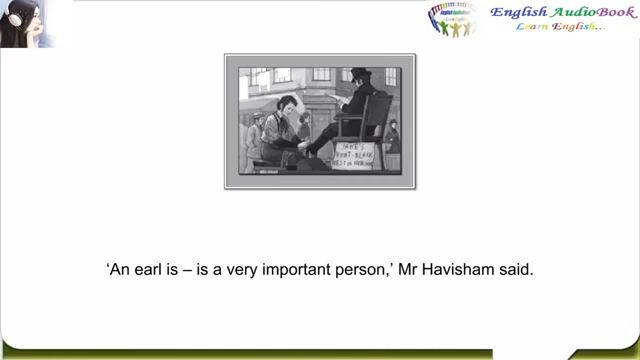 English AudioBook
Learn English...
'An earl is – is a very important person,' Mr Havisham said.